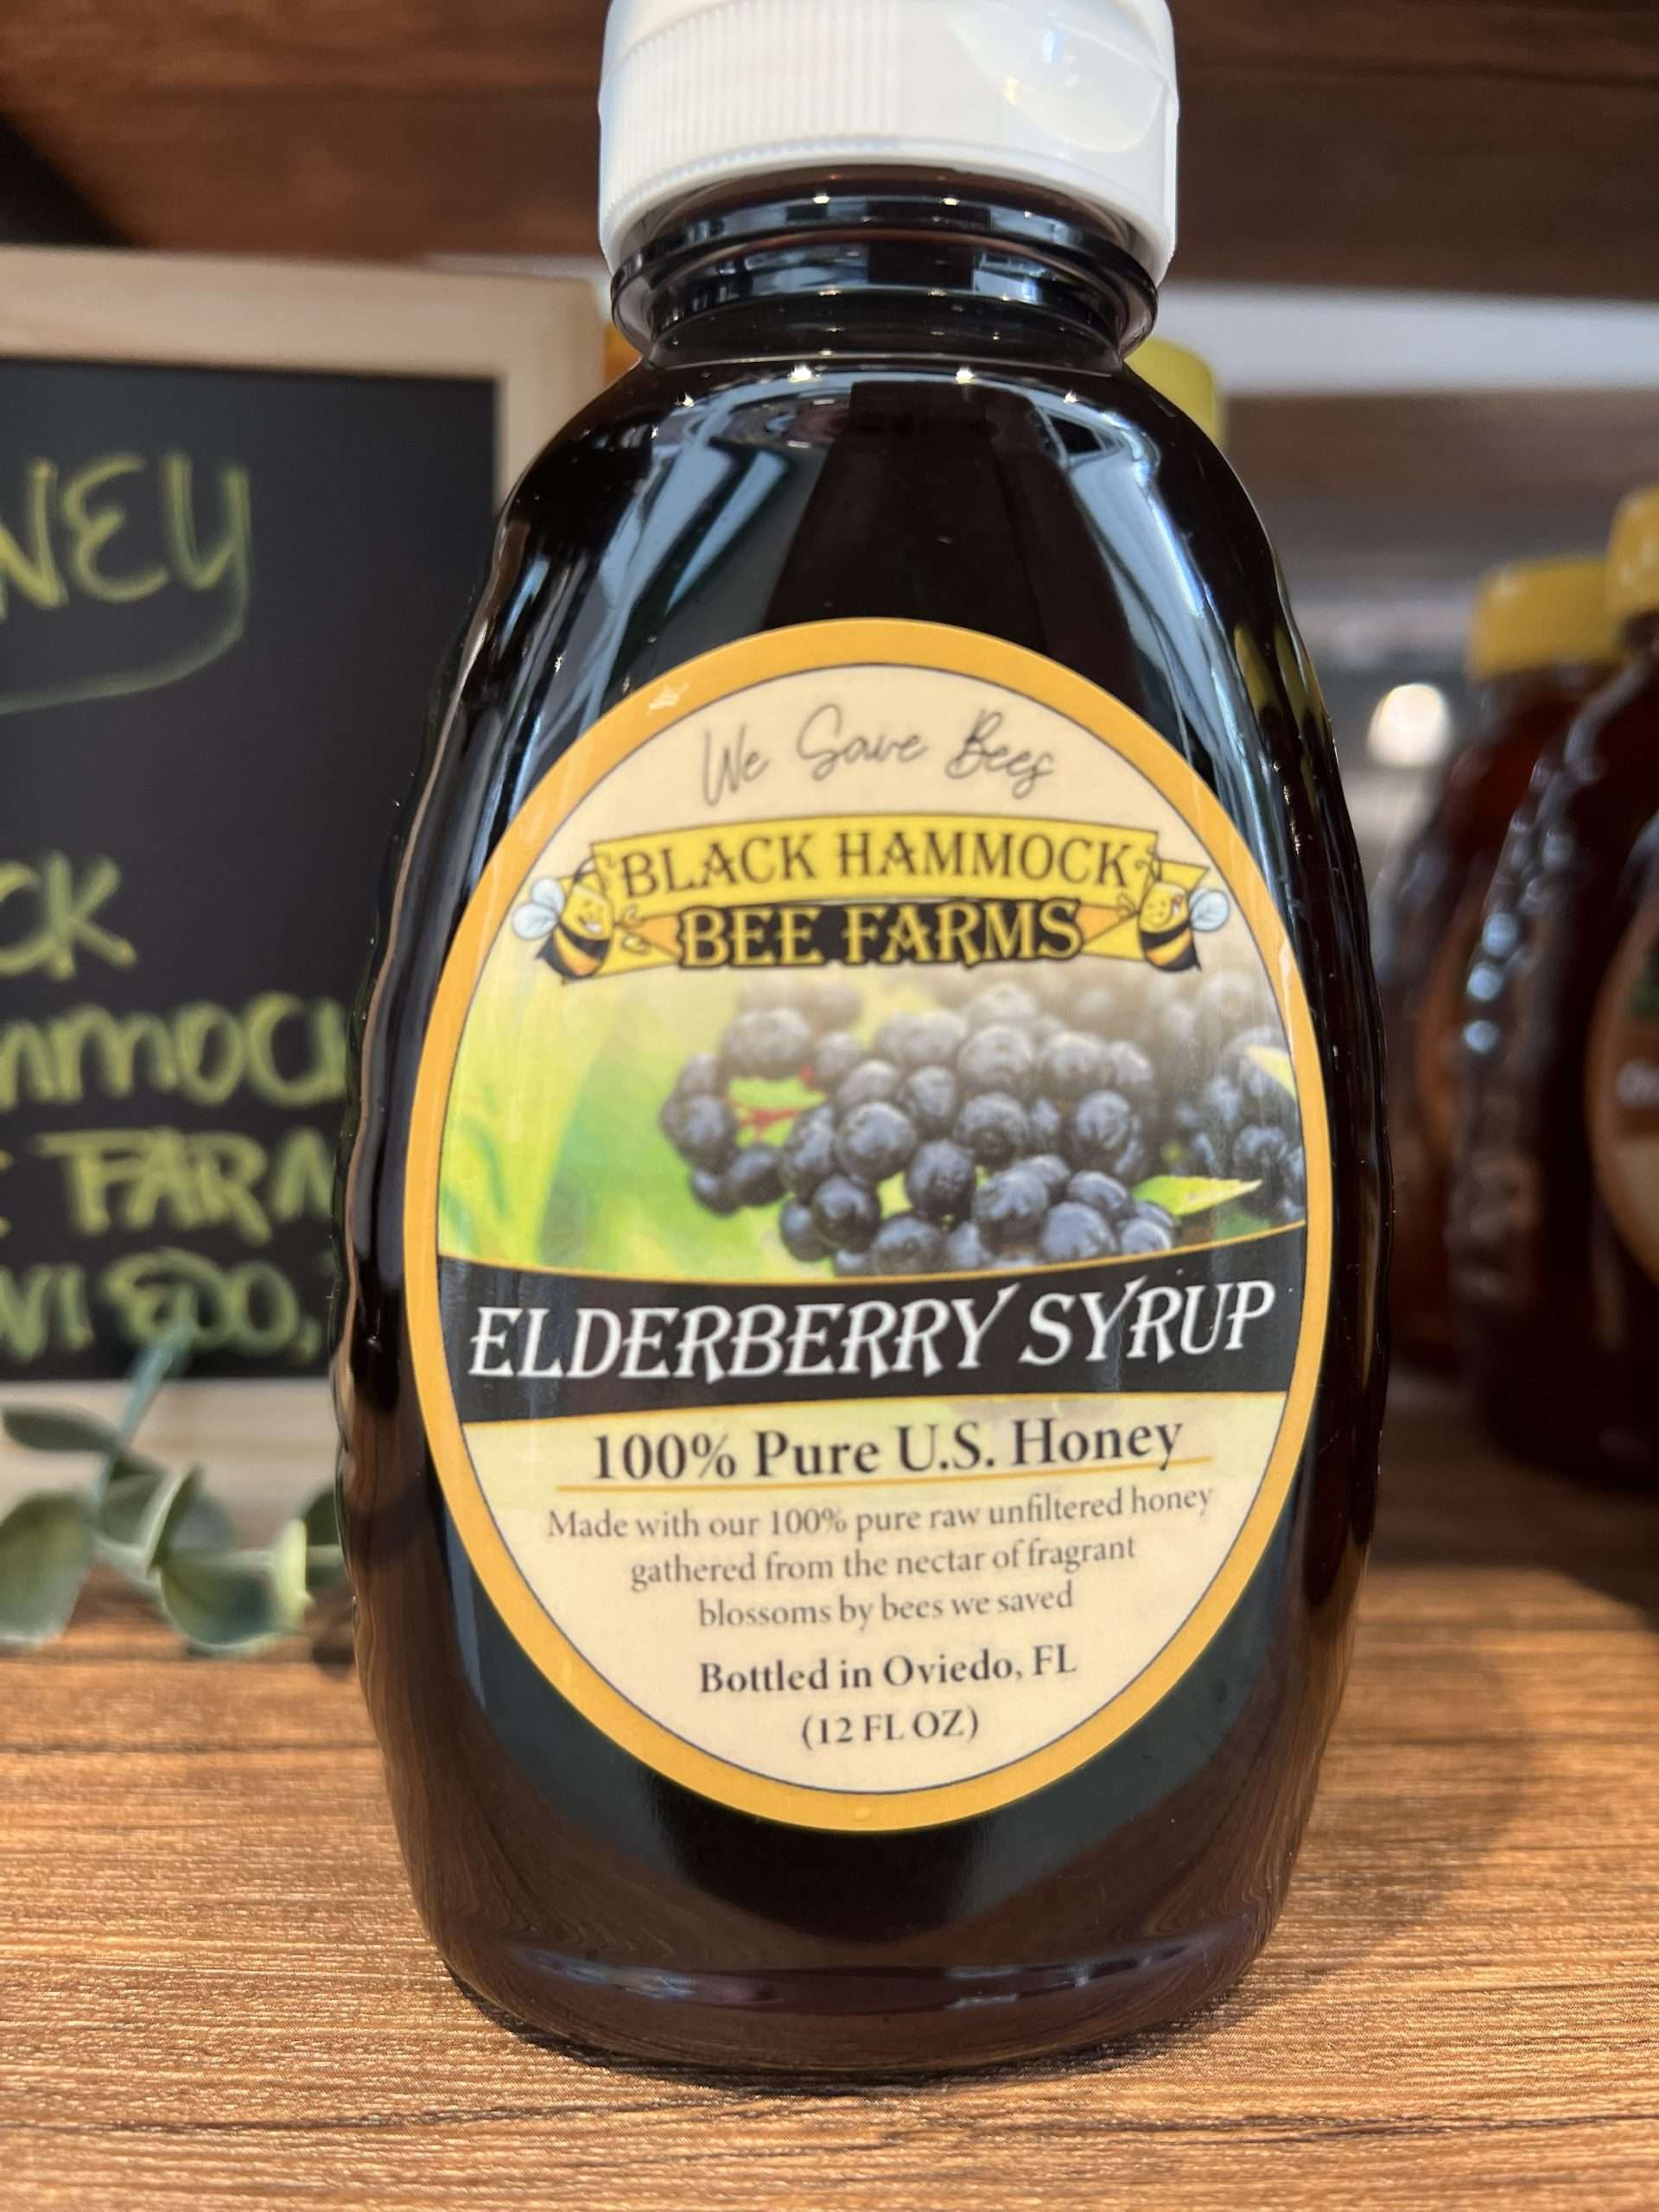 We Save Bees
BLACK HAMMOCK
BEE FARMS
ELDERBERRY SYRUP
100% Pure U.S. Honey
Made with our 100% pure raw unfiltered honey
gathered from the nectar of fragrant
blossoms by bees we saved
Bottled in Oviedo, FL
(12 FL OZ)